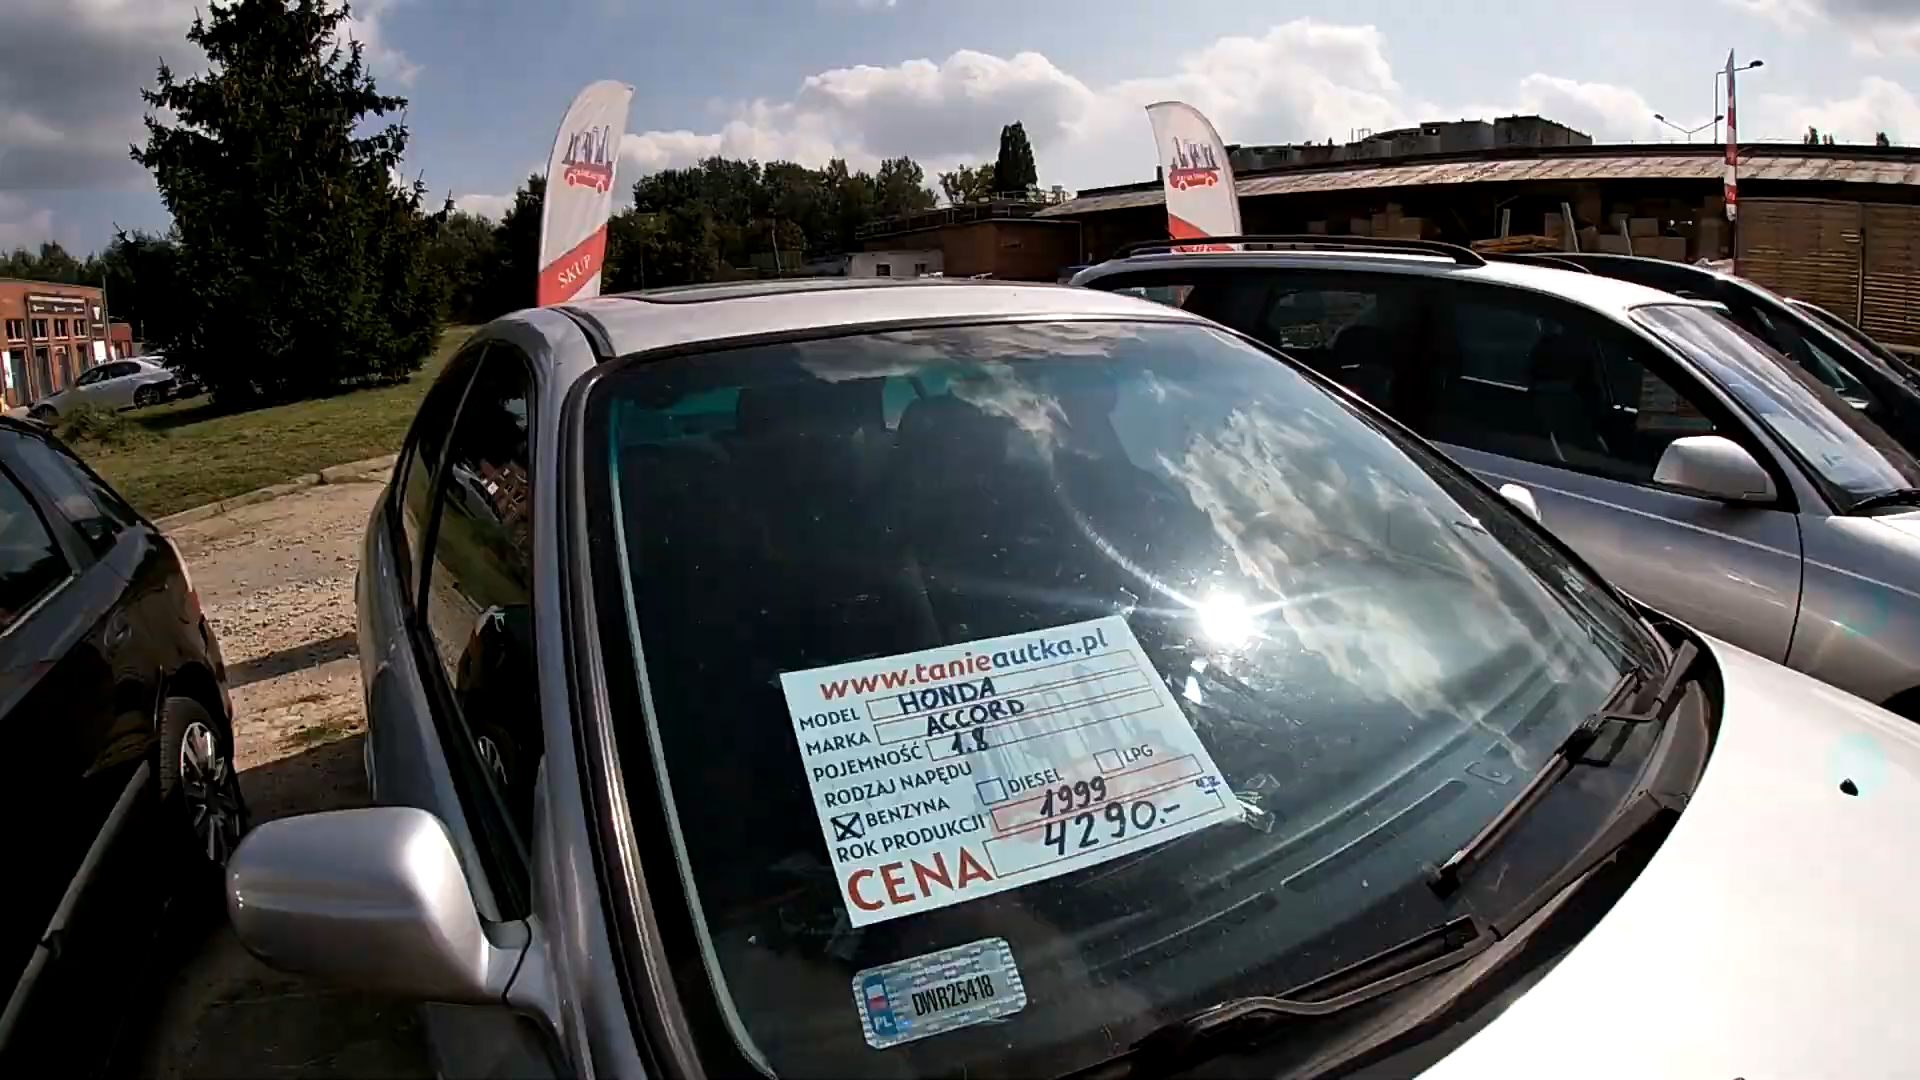 SKUP
www.tanieautka.pl
MODEL HONDA
MARKA ACCORD
POJEMNOŚĆ 1.8
RODZAJ NAPĘDU
BENZYNA DIESEL LPG
ROK PRODUKCJI 1999
CENA 4290.-
PL DWR25418